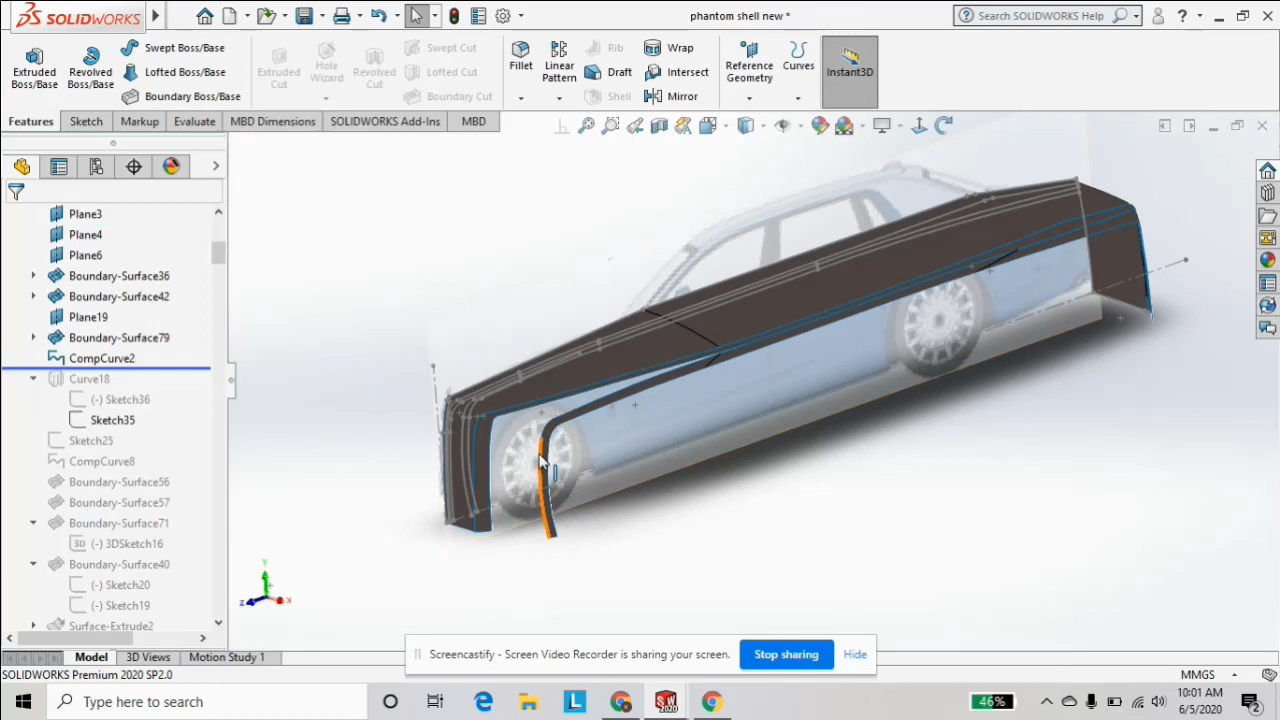 SOLIDWORKS
phantom shell new *
Search SOLIDWORKS Help
Extruded Boss/Base
Revolved Boss/Base
Swept Boss/Base
Lofted Boss/Base
Boundary Boss/Base
Extruded Cut
Hole Wizard
Revolved Cut
Swept Cut
Lofted Cut
Boundary Cut
Fillet
Linear Pattern
Rib
Draft
Shell
Wrap
Intersect
Mirror
Reference Geometry
Curves
Instant3D
Features
Sketch
Markup
Evaluate
MBD Dimensions
SOLIDWORKS Add-Ins
MBD
Plane3
Plane4
Plane6
Boundary-Surface36
Boundary-Surface42
Plane19
Boundary-Surface79
CompCurve2
Curve18
(-) Sketch36
Sketch35
Sketch25
CompCurve8
Boundary-Surface56
Boundary-Surface57
Boundary-Surface71
3D (-) 3DSketch16
Boundary-Surface40
(-) Sketch20
(-) Sketch19
Surface-Extrude2
Y
Z
X
Screencastify - Screen Video Recorder is sharing your screen.
Stop sharing
Hide
Model
3D Views
Motion Study 1
SOLIDWORKS Premium 2020 SP2.0
MMGS
Type here to search
L
SW
2020
46%
10:01 AM
6/5/2020
2